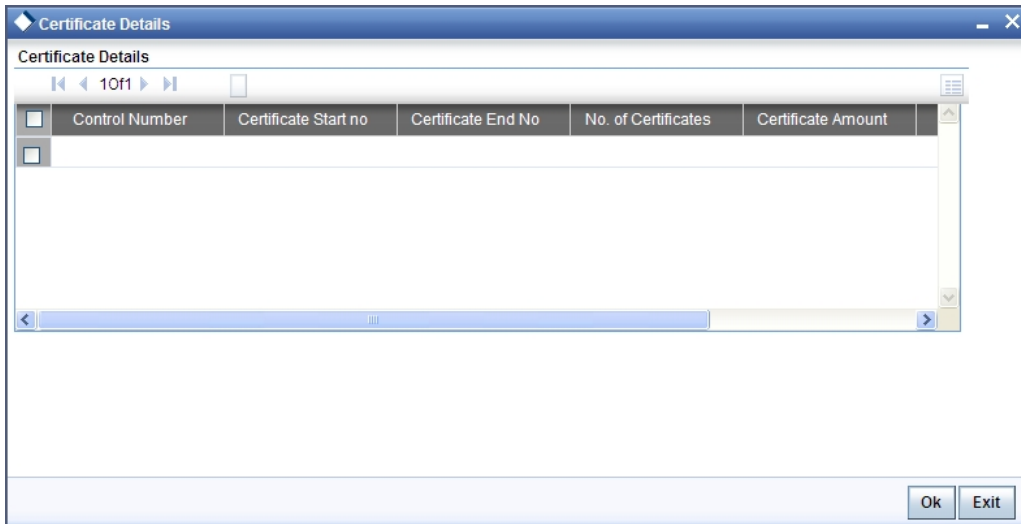 Certificate Details
Certificate Details
1Of1
Control Number Certificate Start no Certificate End No No. of Certificates Certificate Amount
Ok Exit